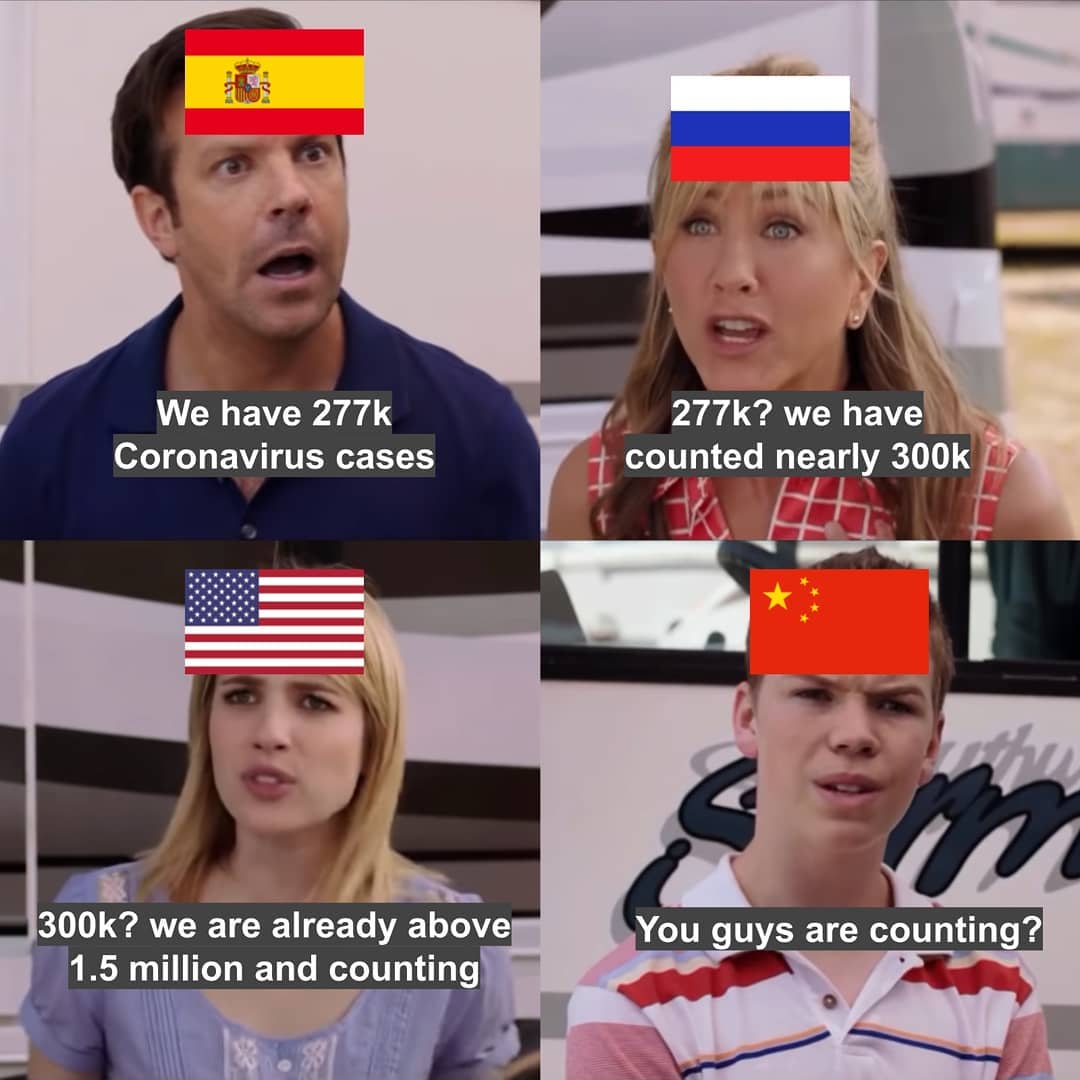 We have 277k
Coronavirus cases
277k? we have
counted nearly 300k
300k? we are already above
1.5 million and counting
You guys are counting?